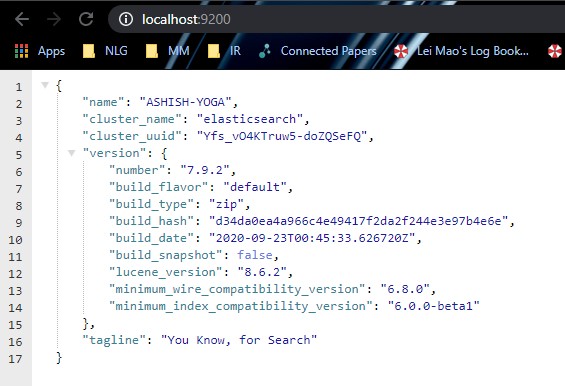 localhost:9200
Apps NLG MM IR Connected Papers Lei Mao's Log Book...
1 {
2 "name": "ASHISH-YOGA",
3 "cluster_name": "elasticsearch",
4 "cluster_uuid": "Yfs_vO4KTruw5-doZQSeFQ",
5 "version": {
6 "number": "7.9.2",
7 "build_flavor": "default",
8 "build_type": "zip",
9 "build_hash": "d34da0ea4a966c4e49417f2da2f244e3e97b4e6e",
10 "build_date": "2020-09-23T00:45:33.626720Z",
11 "build_snapshot": false,
12 "lucene_version": "8.6.2",
13 "minimum_wire_compatibility_version": "6.8.0",
14 "minimum_index_compatibility_version": "6.0.0-beta1"
15 },
16 "tagline": "You Know, for Search"
17 }